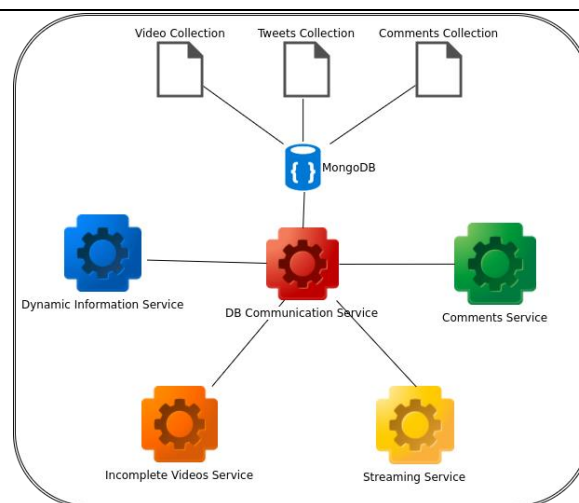 Video Collection
Tweets Collection
Comments Collection
{ }
MongoDB
Dynamic Information Service
DB Communication Service
Comments Service
Incomplete Videos Service
Streaming Service